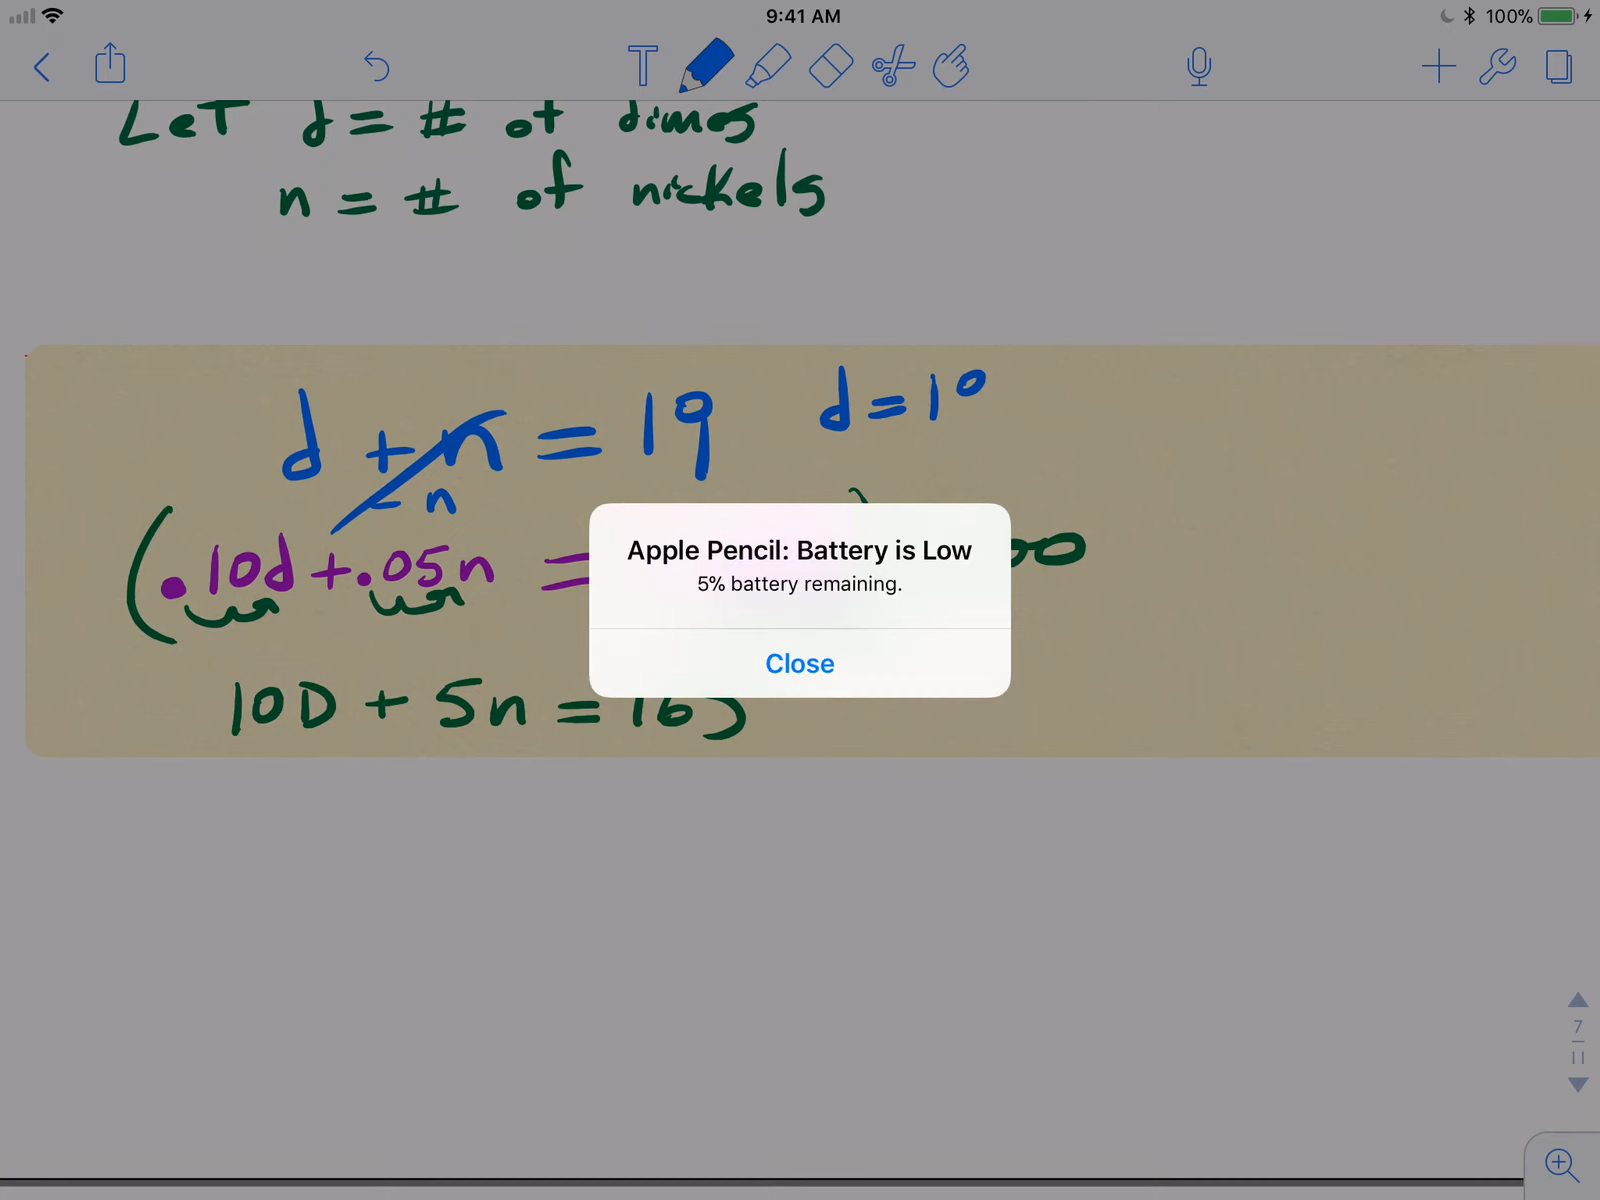 9:41 AM
100%
T
Let d = # of dimes
n = # of nickels
d + n = 19
d = 10
- n
(.10d + .05n =
00
10D + 5n = 165
Apple Pencil: Battery is Low
5% battery remaining.
Close
7
11